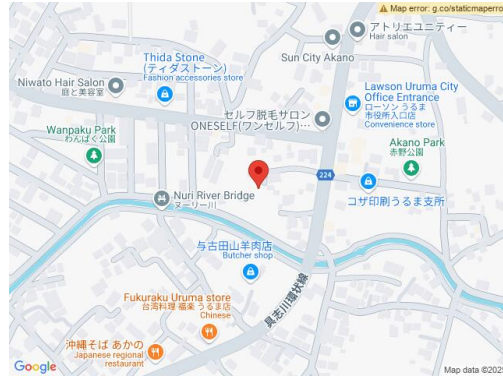 Map error: g.co/staticmaperro
アトリエユニティー
Hair salon
Sun City Akano
Thida Stone
(ティダストーン)
Fashion accessories store
Niwato Hair Salon
庭と美容室
Lawson Uruma City
Office Entrance
ローソン うるま
市役所入口店
Convenience store
セルフ脱毛サロン
ONESELF(ワンセルフ)…
Wanpaku Park
わんぱく公園
Akano Park
赤野公園
224
Nuri River Bridge
ヌーリー川
コザ印刷うるま支所
与古田山羊肉店
Butcher shop
具志川環状線
Fukuraku Uruma store
台湾料理 福楽 うるま店
Chinese
沖縄そば あかの
Japanese regional
restaurant
Google
Map data ©202